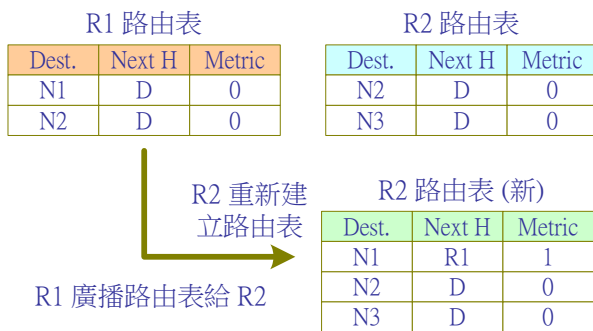 R1 路由表
Dest. Next H Metric
N1 D 0
N2 D 0
R2 路由表
Dest. Next H Metric
N2 D 0
N3 D 0
R2 重新建
立路由表
R1 廣播路由表給 R2
R2 路由表 (新)
Dest. Next H Metric
N1 R1 1
N2 D 0
N3 D 0